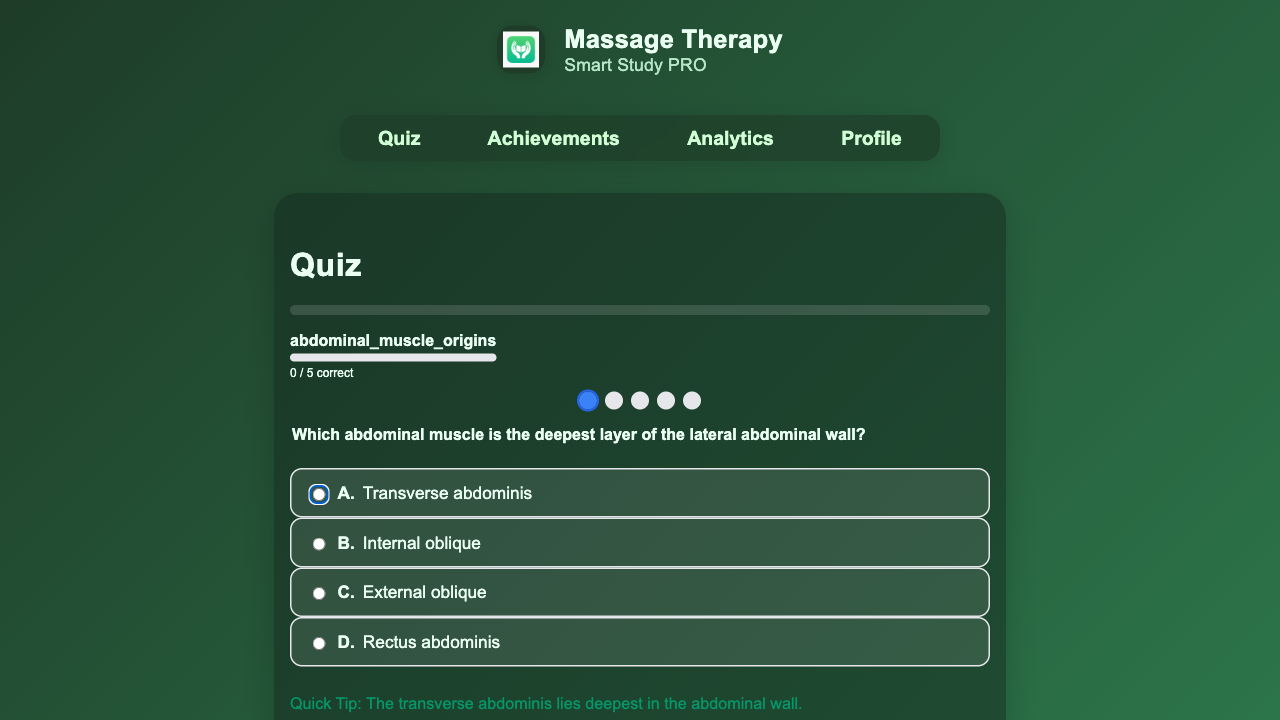 Massage Therapy
Smart Study PRO
Quiz Achievements Analytics Profile
Quiz
abdominal_muscle_origins
0 / 5 correct
Which abdominal muscle is the deepest layer of the lateral abdominal wall?
A. Transverse abdominis
B. Internal oblique
C. External oblique
D. Rectus abdominis
Quick Tip: The transverse abdominis lies deepest in the abdominal wall.